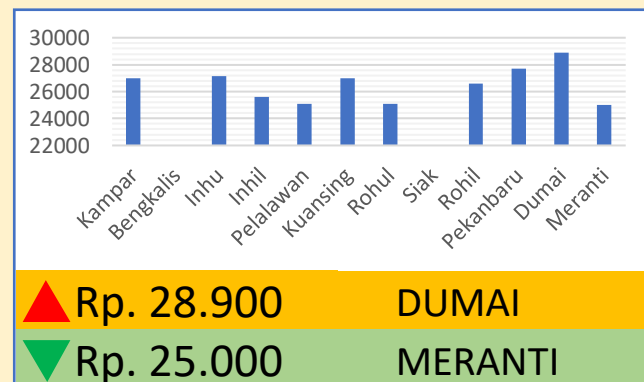 30000
28000
26000
24000
22000
Kampar
Bengkalis
Inhu
Inhil
Pelalawan
Kuansing
Rohul
Siak
Rohil
Pekanbaru
Dumai
Meranti
Rp. 28.900 DUMAI
Rp. 25.000 MERANTI